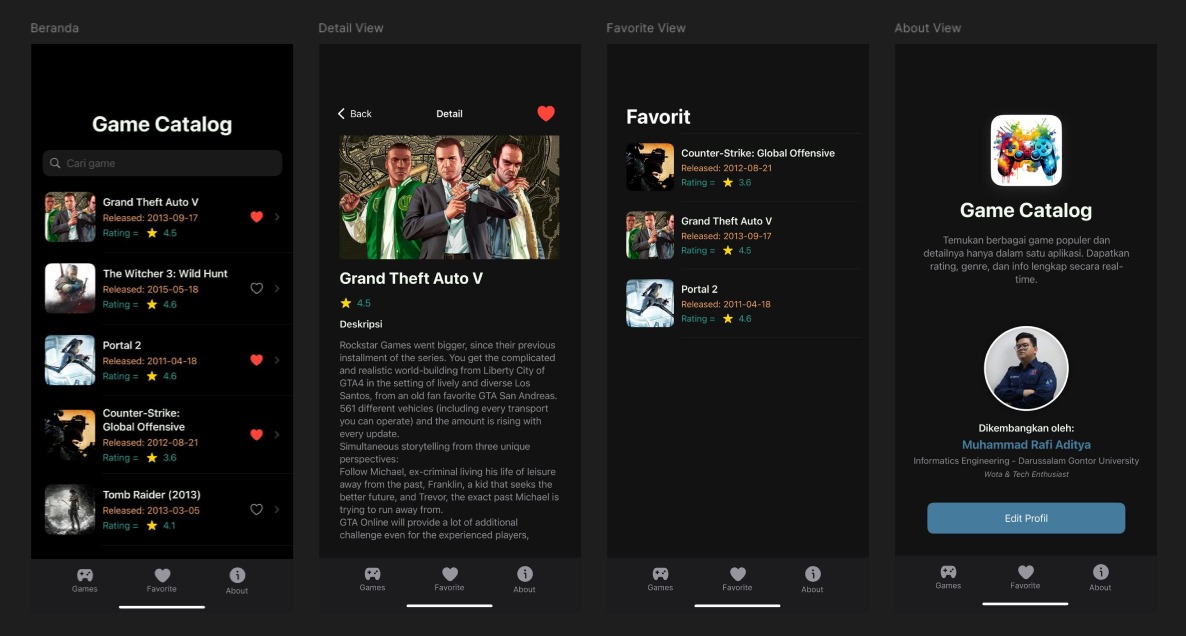 Beranda
Game Catalog
Cari game
Grand Theft Auto V
Released: 2013-09-17
Rating = ⭐ 4.5
The Witcher 3: Wild Hunt
Released: 2015-05-18
Rating = ⭐ 4.6
Portal 2
Released: 2011-04-18
Rating = ⭐ 4.6
Counter-Strike:
Global Offensive
Released: 2012-08-21
Rating = ⭐ 3.6
Tomb Raider (2013)
Released: 2013-03-05
Rating = ⭐ 4.1
Games Favorite About
Detail View
Back Detail
Grand Theft Auto V
⭐ 4.5
Deskripsi
Rockstar Games went bigger, since their previous
installment of the series. You get the complicated
and realistic world-building from Liberty City of
GTA4 in the setting of lively and diverse Los
Santos, from an old fan favorite GTA San Andreas.
561 different vehicles (including every transport
you can operate) and the amount is rising with
every update.
Simultaneous storytelling from three unique
perspectives:
Follow Michael, ex-criminal living his life of leisure
away from the past, Franklin, a kid that seeks the
better future, and Trevor, the exact past Michael is
trying to run away from.
GTA Online will provide a lot of additional
challenge even for the experienced players,
Games Favorite About
Favorite View
Favorit
Counter-Strike: Global Offensive
Released: 2012-08-21
Rating = ⭐ 3.6
Grand Theft Auto V
Released: 2013-09-17
Rating = ⭐ 4.5
Portal 2
Released: 2011-04-18
Rating = ⭐ 4.6
Games Favorite About
About View
Game Catalog
Temukan berbagai game populer dan
detailnya hanya dalam satu aplikasi. Dapatkan
rating, genre, dan info lengkap secara real-
time.
Dikembangkan oleh:
Muhammad Rafi Aditya
Informatics Engineering - Darussalam Gontor University
Wota & Tech Enthusiast
Edit Profil
Games Favorite About